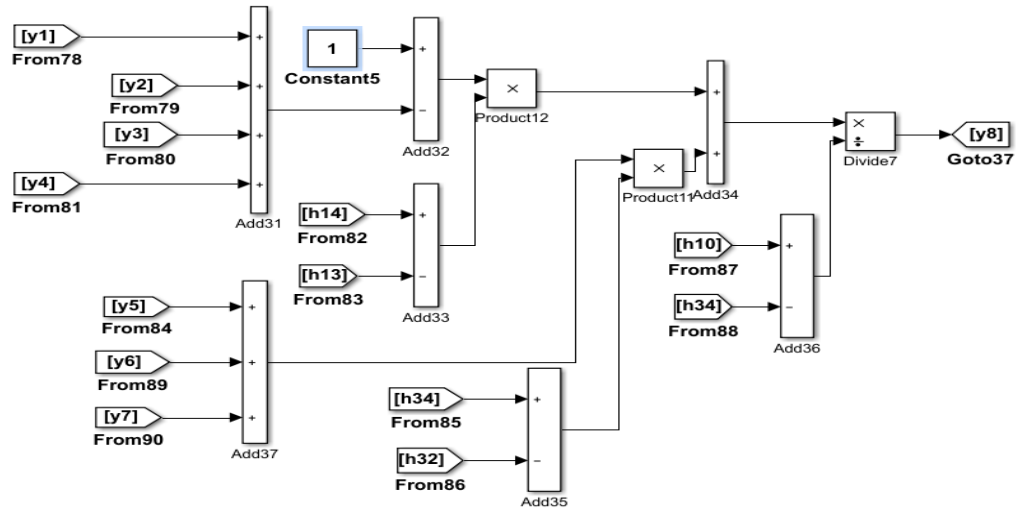 [y1]
From78
[y2]
From79
[y3]
From80
[y4]
From81
+
+
+
+
Add31
1
Constant5
+
−
Add32
×
Product12
[h14]
From82
[h13]
From83
+
−
Add33
[y5]
From84
[y6]
From89
[y7]
From90
+
+
+
Add37
[h34]
From85
[h32]
From86
+
−
Add35
×
Product11
+
+
Add34
[h10]
From87
[h34]
From88
+
−
Add36
×
÷
Divide7
[y8]
Goto37